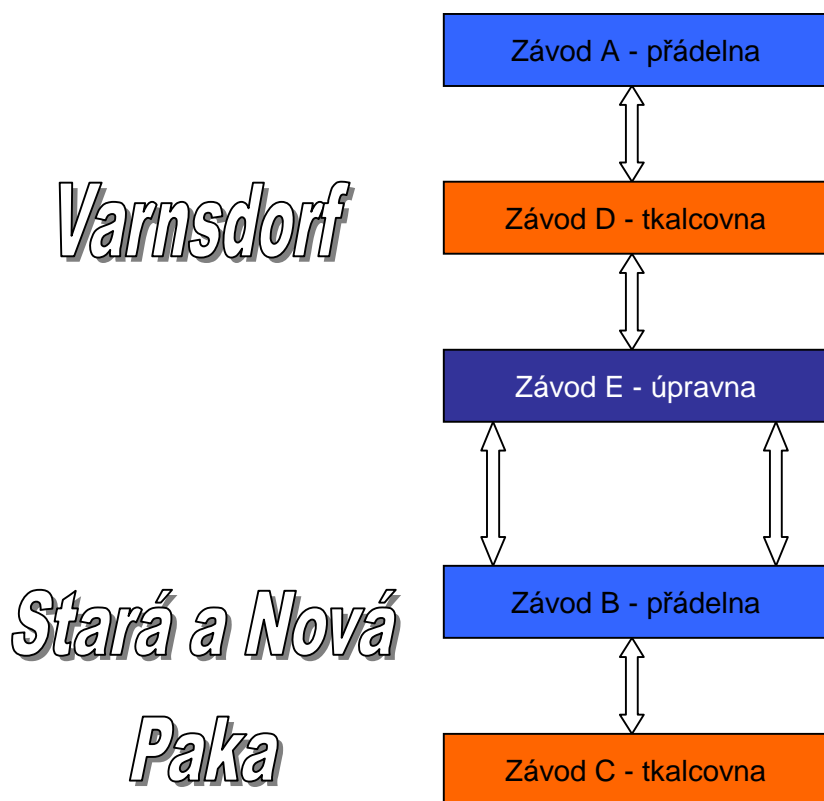 Závod A - přádelna
Varnsdorf
Závod D - tkalcovna
Závod E - úpravna
Závod B - přádelna
Stará a Nová
Paka
Závod C - tkalcovna